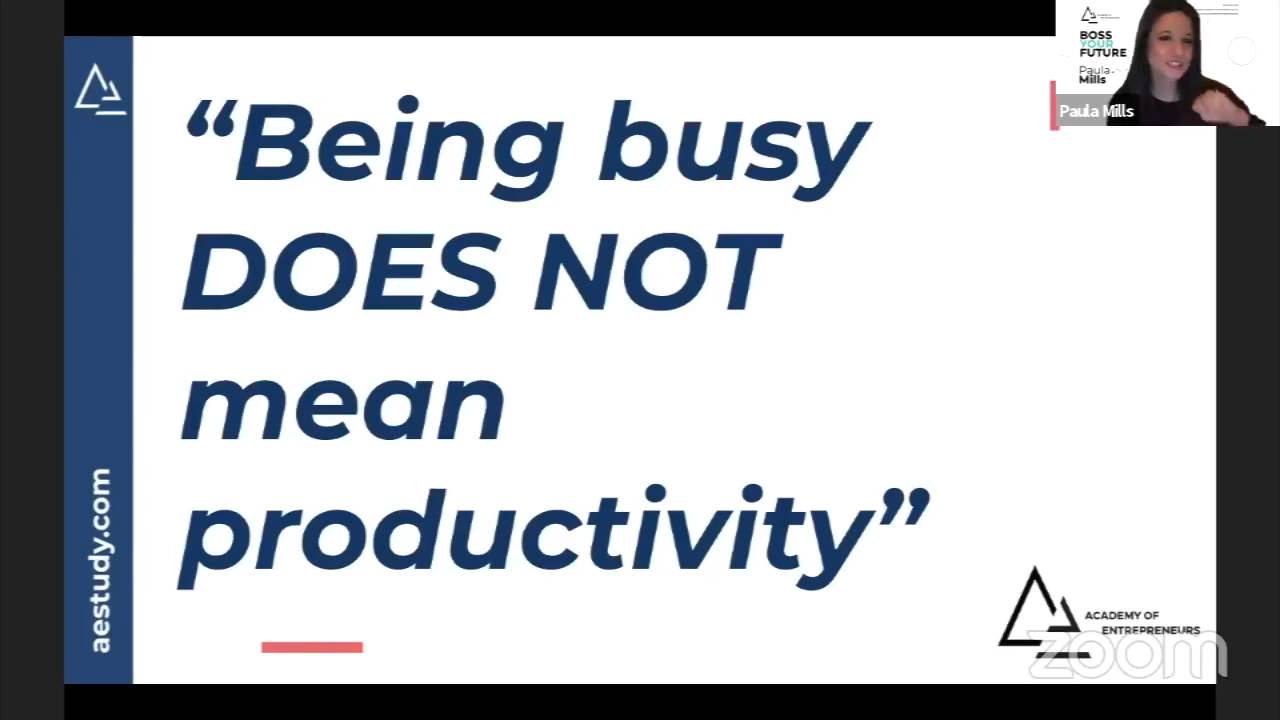 BOSS
YOUR
FUTURE
Paula
Mills
Paula Mills
“Being busy
DOES NOT
mean
productivity”
aestudy.com
ACADEMY OF
ENTREPRENEURS
zoom